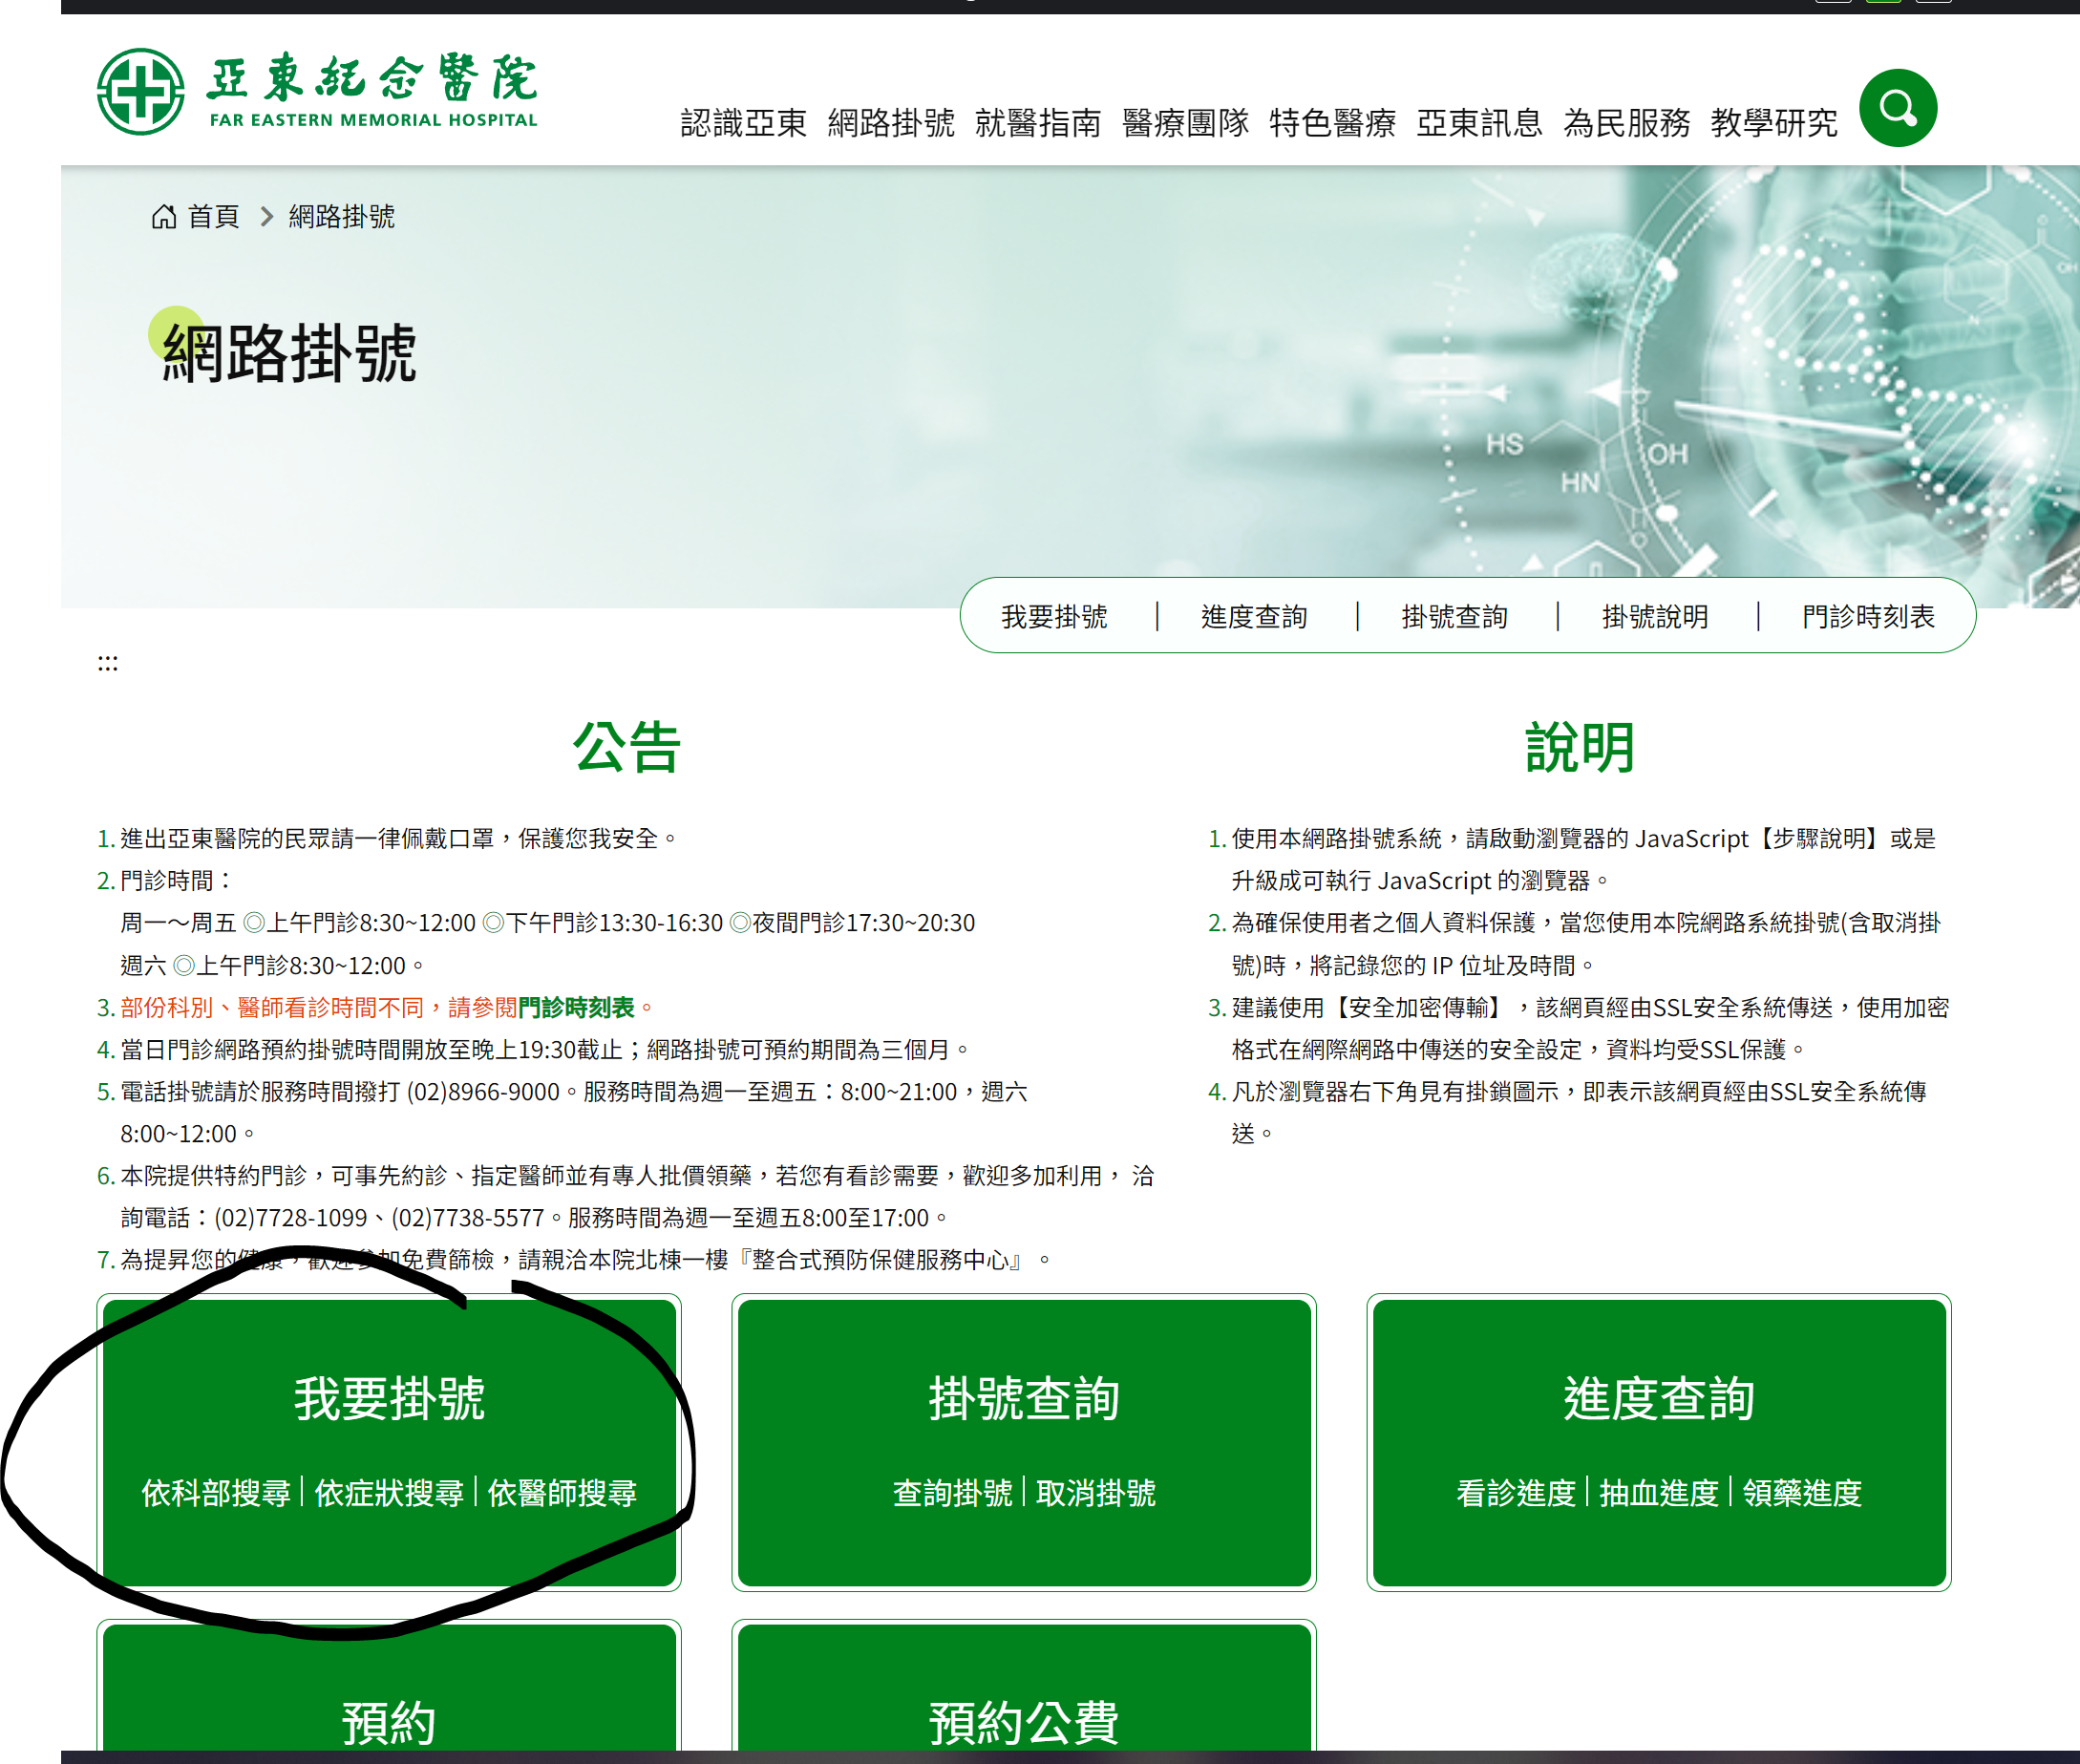 亞東紀念醫院
FAR EASTERN MEMORIAL HOSPITAL
認識亞東 網路掛號 就醫指南 醫療團隊 特色醫療 亞東訊息 為民服務 教學研究
首頁 > 網路掛號
網路掛號
HS
OH
HN
我要掛號 | 進度查詢 | 掛號查詢 | 掛號說明 | 門診時刻表
:::
公告
1. 進出亞東醫院的民眾請一律佩戴口罩，保護您我安全。
2. 門診時間：
周一～周五 ◎上午門診8:30~12:00 ◎下午門診13:30-16:30 ◎夜間門診17:30~20:30
週六 ◎上午門診8:30~12:00。
3. 部份科別、醫師看診時間不同，請參閱門診時刻表。
4. 當日門診網路預約掛號時間開放至晚上19:30截止；網路掛號可預約期間為三個月。
5. 電話掛號請於服務時間撥打 (02)8966-9000。服務時間為週一至週五：8:00~21:00，週六
8:00~12:00。
6. 本院提供特約門診，可事先約診、指定醫師並有專人批價領藥，若您有看診需要，歡迎多加利用， 洽
詢電話：(02)7728-1099、(02)7738-5577。服務時間為週一至週五8:00至17:00。
7. 為提昇您的健康，歡迎參加免費篩檢，請親洽本院北棟一樓『整合式預防保健服務中心』。
說明
1. 使用本網路掛號系統，請啟動瀏覽器的 JavaScript【步驟說明】或是
升級成可執行 JavaScript 的瀏覽器。
2. 為確保使用者之個人資料保護，當您使用本院網路系統掛號(含取消掛
號)時，將記錄您的 IP 位址及時間。
3. 建議使用【安全加密傳輸】，該網頁經由SSL安全系統傳送，使用加密
格式在網際網路中傳送的安全設定，資料均受SSL保護。
4. 凡於瀏覽器右下角見有掛鎖圖示，即表示該網頁經由SSL安全系統傳
送。
我要掛號
依科部搜尋 | 依症狀搜尋 | 依醫師搜尋
掛號查詢
查詢掛號 | 取消掛號
進度查詢
看診進度 | 抽血進度 | 領藥進度
預約
預約公費